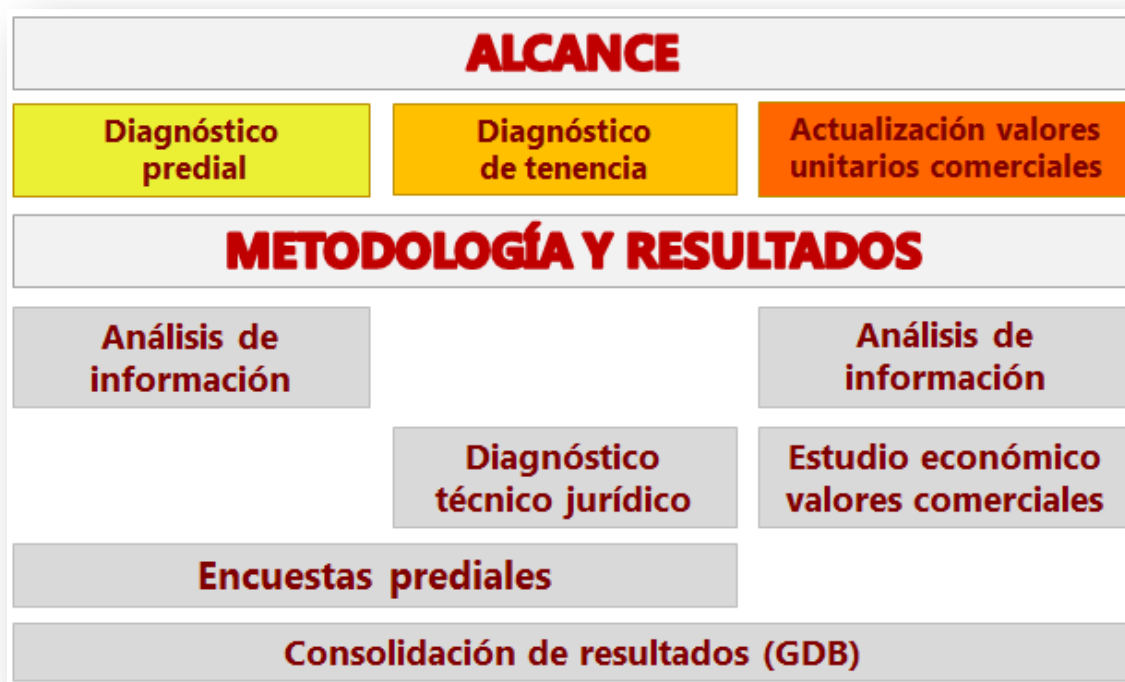 ALCANCE
Diagnóstico
predial
Diagnóstico
de tenencia
Actualización valores
unitarios comerciales
METODOLOGÍA Y RESULTADOS
Análisis de
información
Análisis de
información
Diagnóstico
técnico jurídico
Estudio económico
valores comerciales
Encuestas prediales
Consolidación de resultados (GDB)